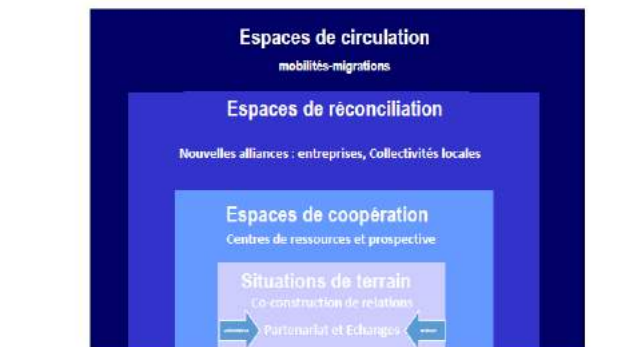 Espaces de circulation
mobilités-migrations
Espaces de réconciliation
Nouvelles alliances : entreprises, Collectivités locales
Espaces de coopération
Centres de ressources et prospective
Situations de terrain
Co-construction de relations
Partenariat et Echanges